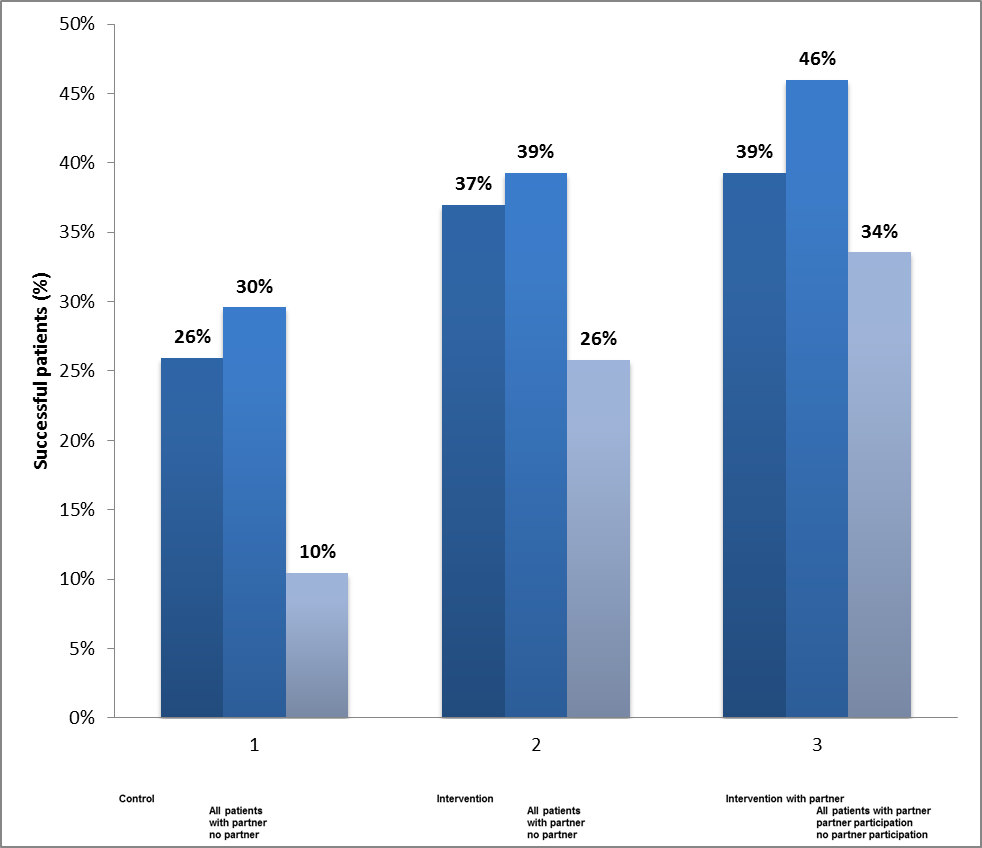 50%
45%
40%
35%
30%
25%
20%
15%
10%
5%
0%
Successful patients (%)
26%
30%
10%
37%
39%
26%
39%
46%
34%
1
2
3
Control
All patients
with partner
no partner
Intervention
All patients
with partner
no partner
Intervention with partner
All patients with partner
partner participation
no partner participation